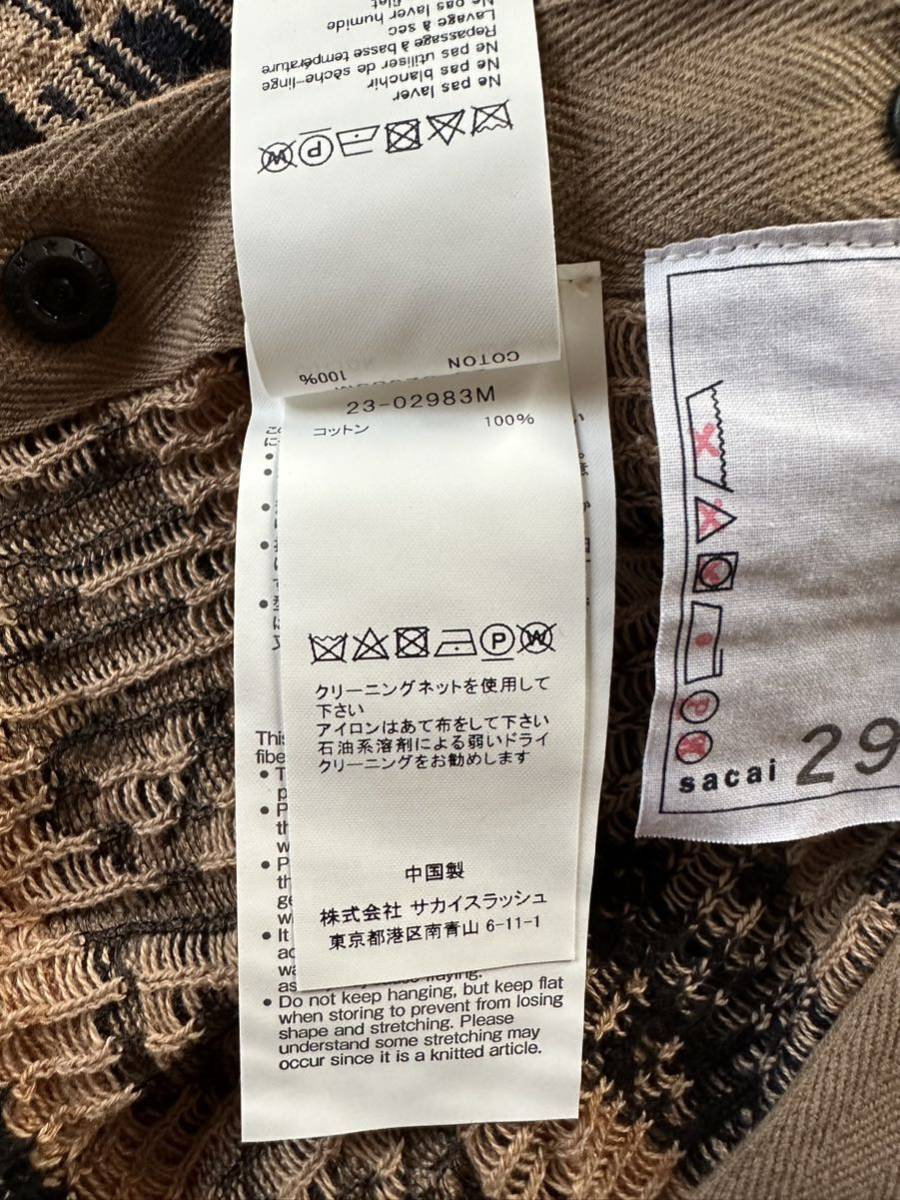 Ne pas laver
Ne pas blanchir
Ne pas utiliser de sèche-linge
Repassage à basse température
Lavage à sec
Ne pas laver humide
COTON 100%
23-02983M
コットン 100%
クリーニングネットを使用して
下さい
アイロンはあて布をして下さい
石油系溶剤による弱いドライ
クリーニングをお勧めします
中国製
株式会社 サカイスラッシュ
東京都港区南青山 6-11-1
This
fibe
It
fraying.
• Do not keep hanging, but keep flat
when storing to prevent from losing
shape and stretching. Please
understand some stretching may
occur since it is a knitted article.
sacai 29